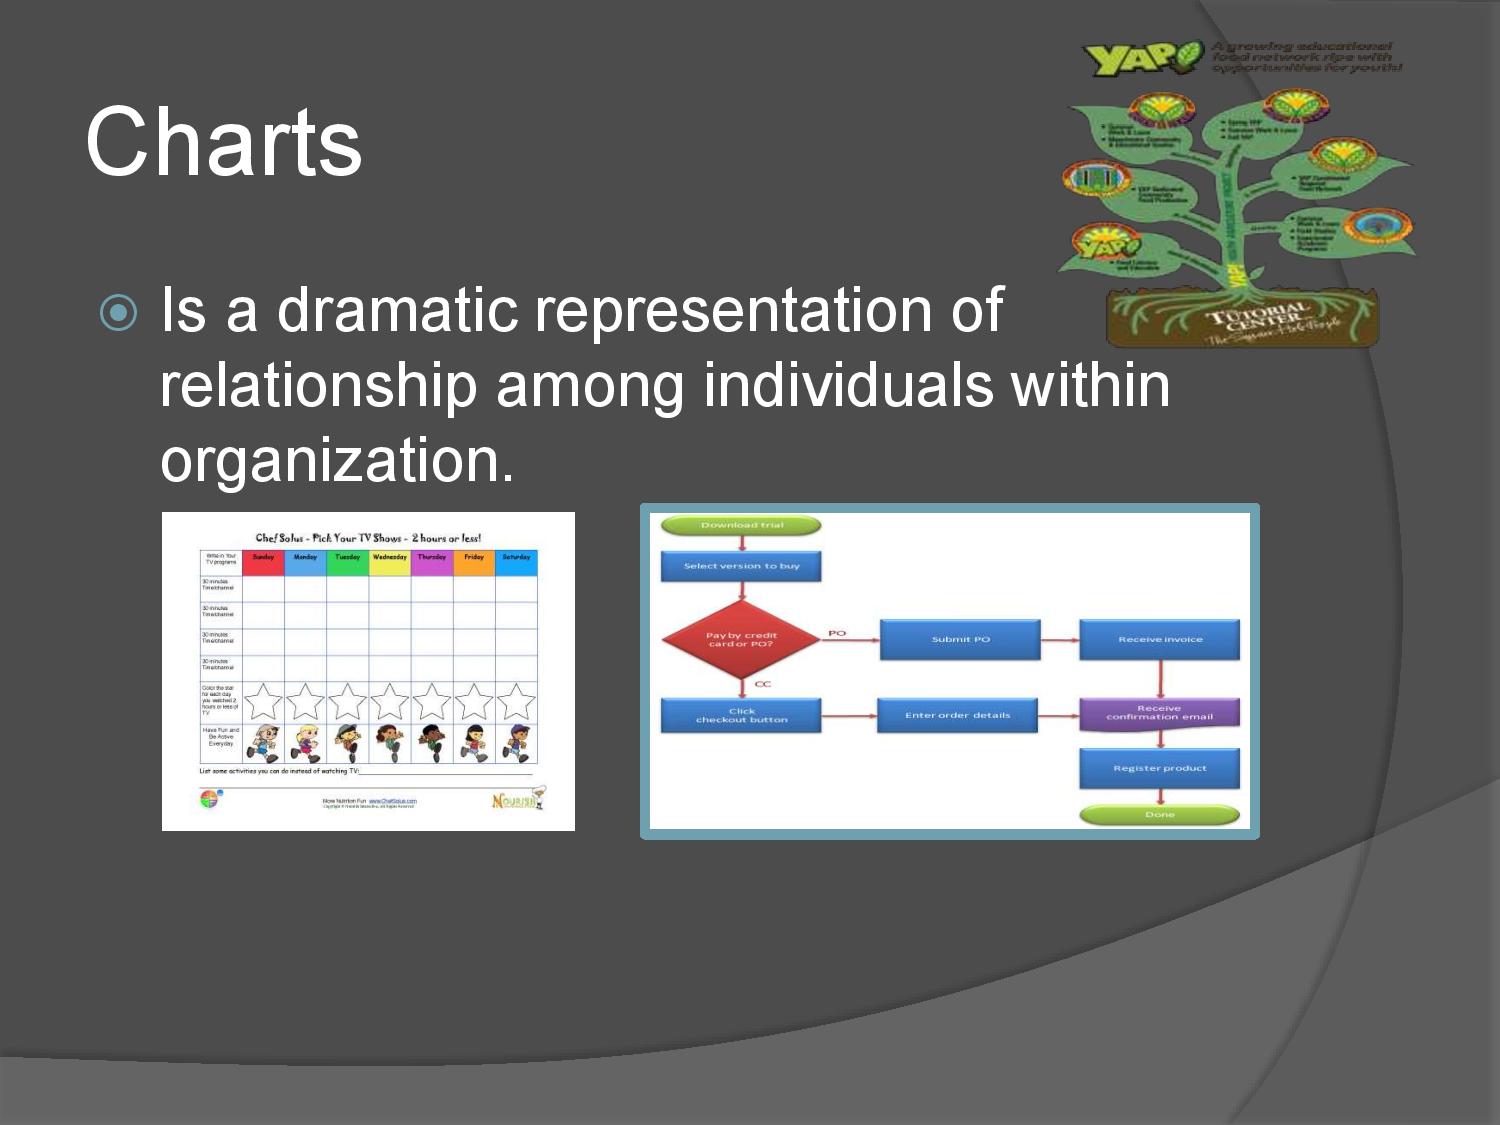 YAP!
A growing educational
food network ripe with
opportunities for youth!
Charts
YAP!
TUTORIAL
CENTER
Is a dramatic representation of
relationship among individuals within
organization.
Chef Solus - Pick Your TV Shows - 2 hours or less!
Write in Your
TV programs
Sunday Monday Tuesday Wednesday Thursday Friday Saturday
30 minutes
Time/channel
30 minutes
Time/channel
30 minutes
Time/channel
30 minutes
Time/channel
Color the star
for each day
you watched 2
hours or less of
TV
Have Fun and
Be Active
Everyday
List some activities you can do instead of watching TV:
More Nutrition Fun www.ChefSolus.com
NOURISH
Download trial
Select version to buy
Pay by credit
card or PO?
PO
Submit PO
Receive invoice
CC
Click
checkout button
Enter order details
Receive
confirmation email
Register product
Done